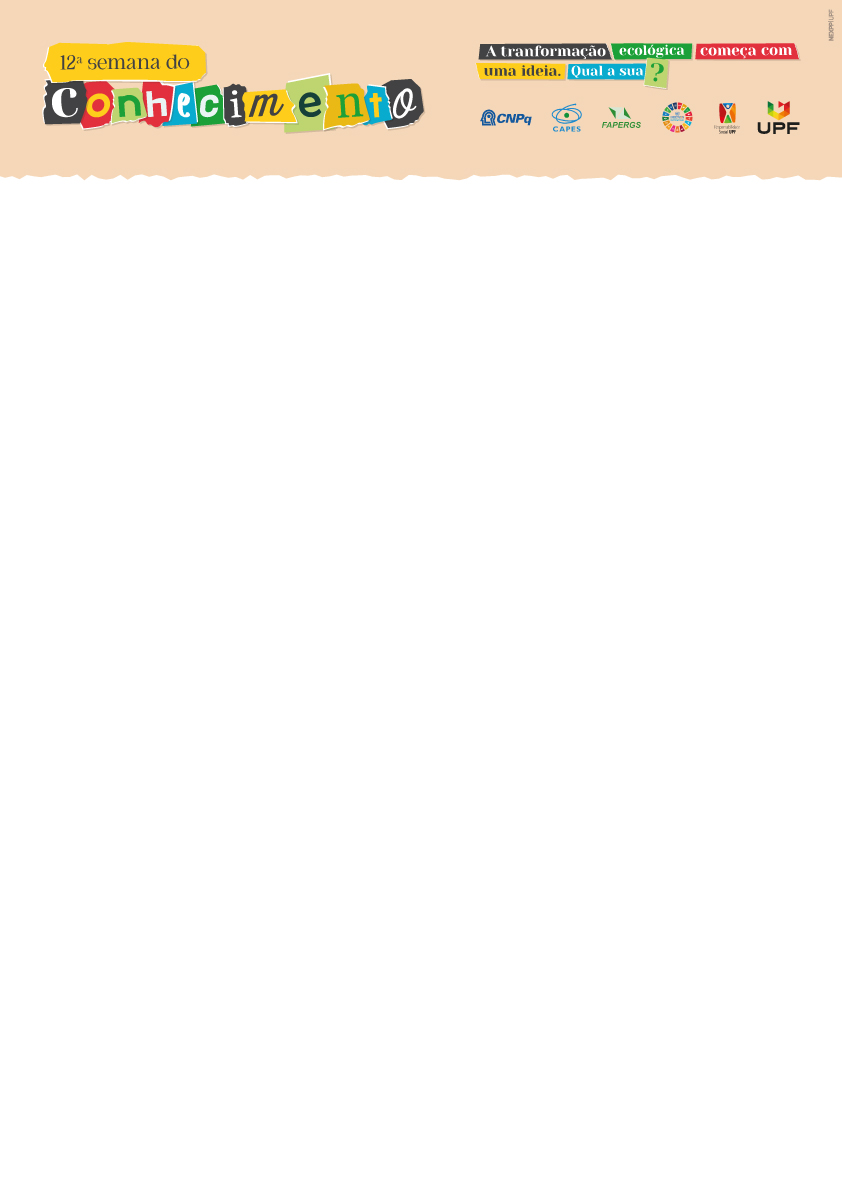 12ª semana do
Conhecimento
A tranformação ecológica começa com
uma ideia. Qual a sua ?
CNPq
CAPES
FAPERGS
UPF